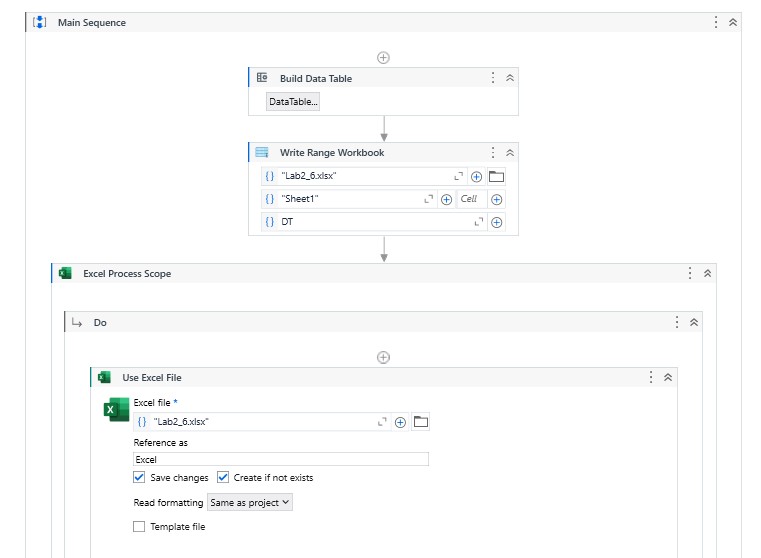 Main Sequence
Build Data Table
DataTable...
Write Range Workbook
{} "Lab2_6.xlsx"
{} "Sheet1" Cell
{} DT
Excel Process Scope
Do
Use Excel File
Excel file *
{} "Lab2_6.xlsx"
Reference as
Excel
Save changes Create if not exists
Read formatting Same as project
Template file